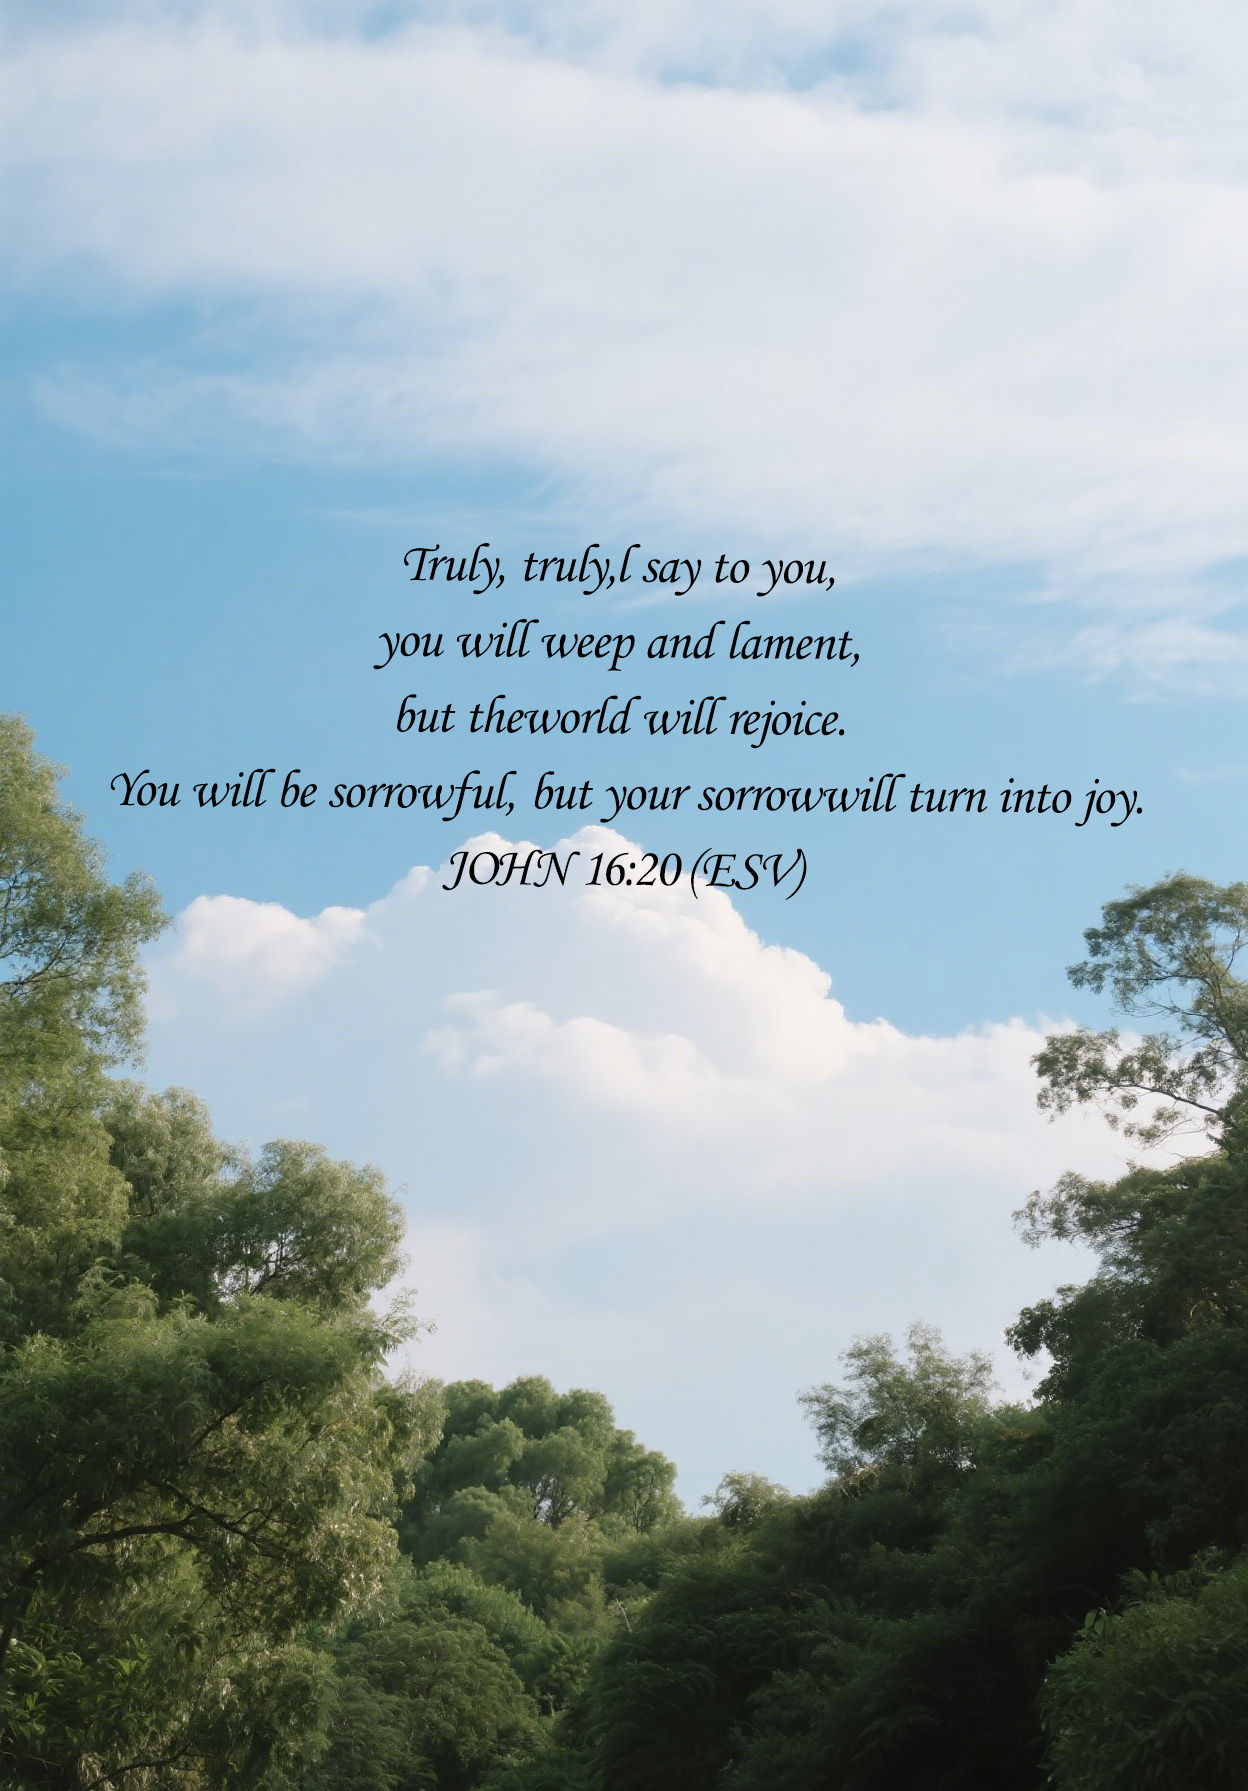 Truly, truly,l say to you,
you will weep and lament,
but theworld will rejoice.
You will be sorrowful, but your sorrowwill turn into joy.
JOHN 16:20 (ESV)